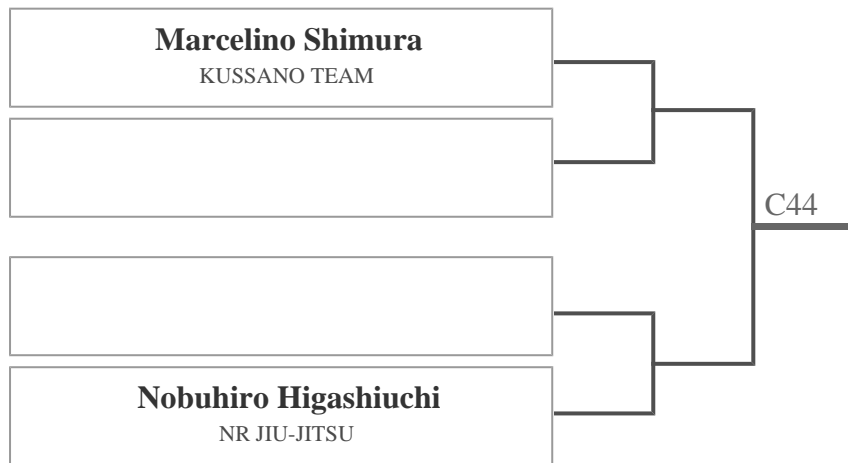 Marcelino Shimura
KUSSANO TEAM
C44
Nobuhiro Higashiuchi
NR JIU-JITSU